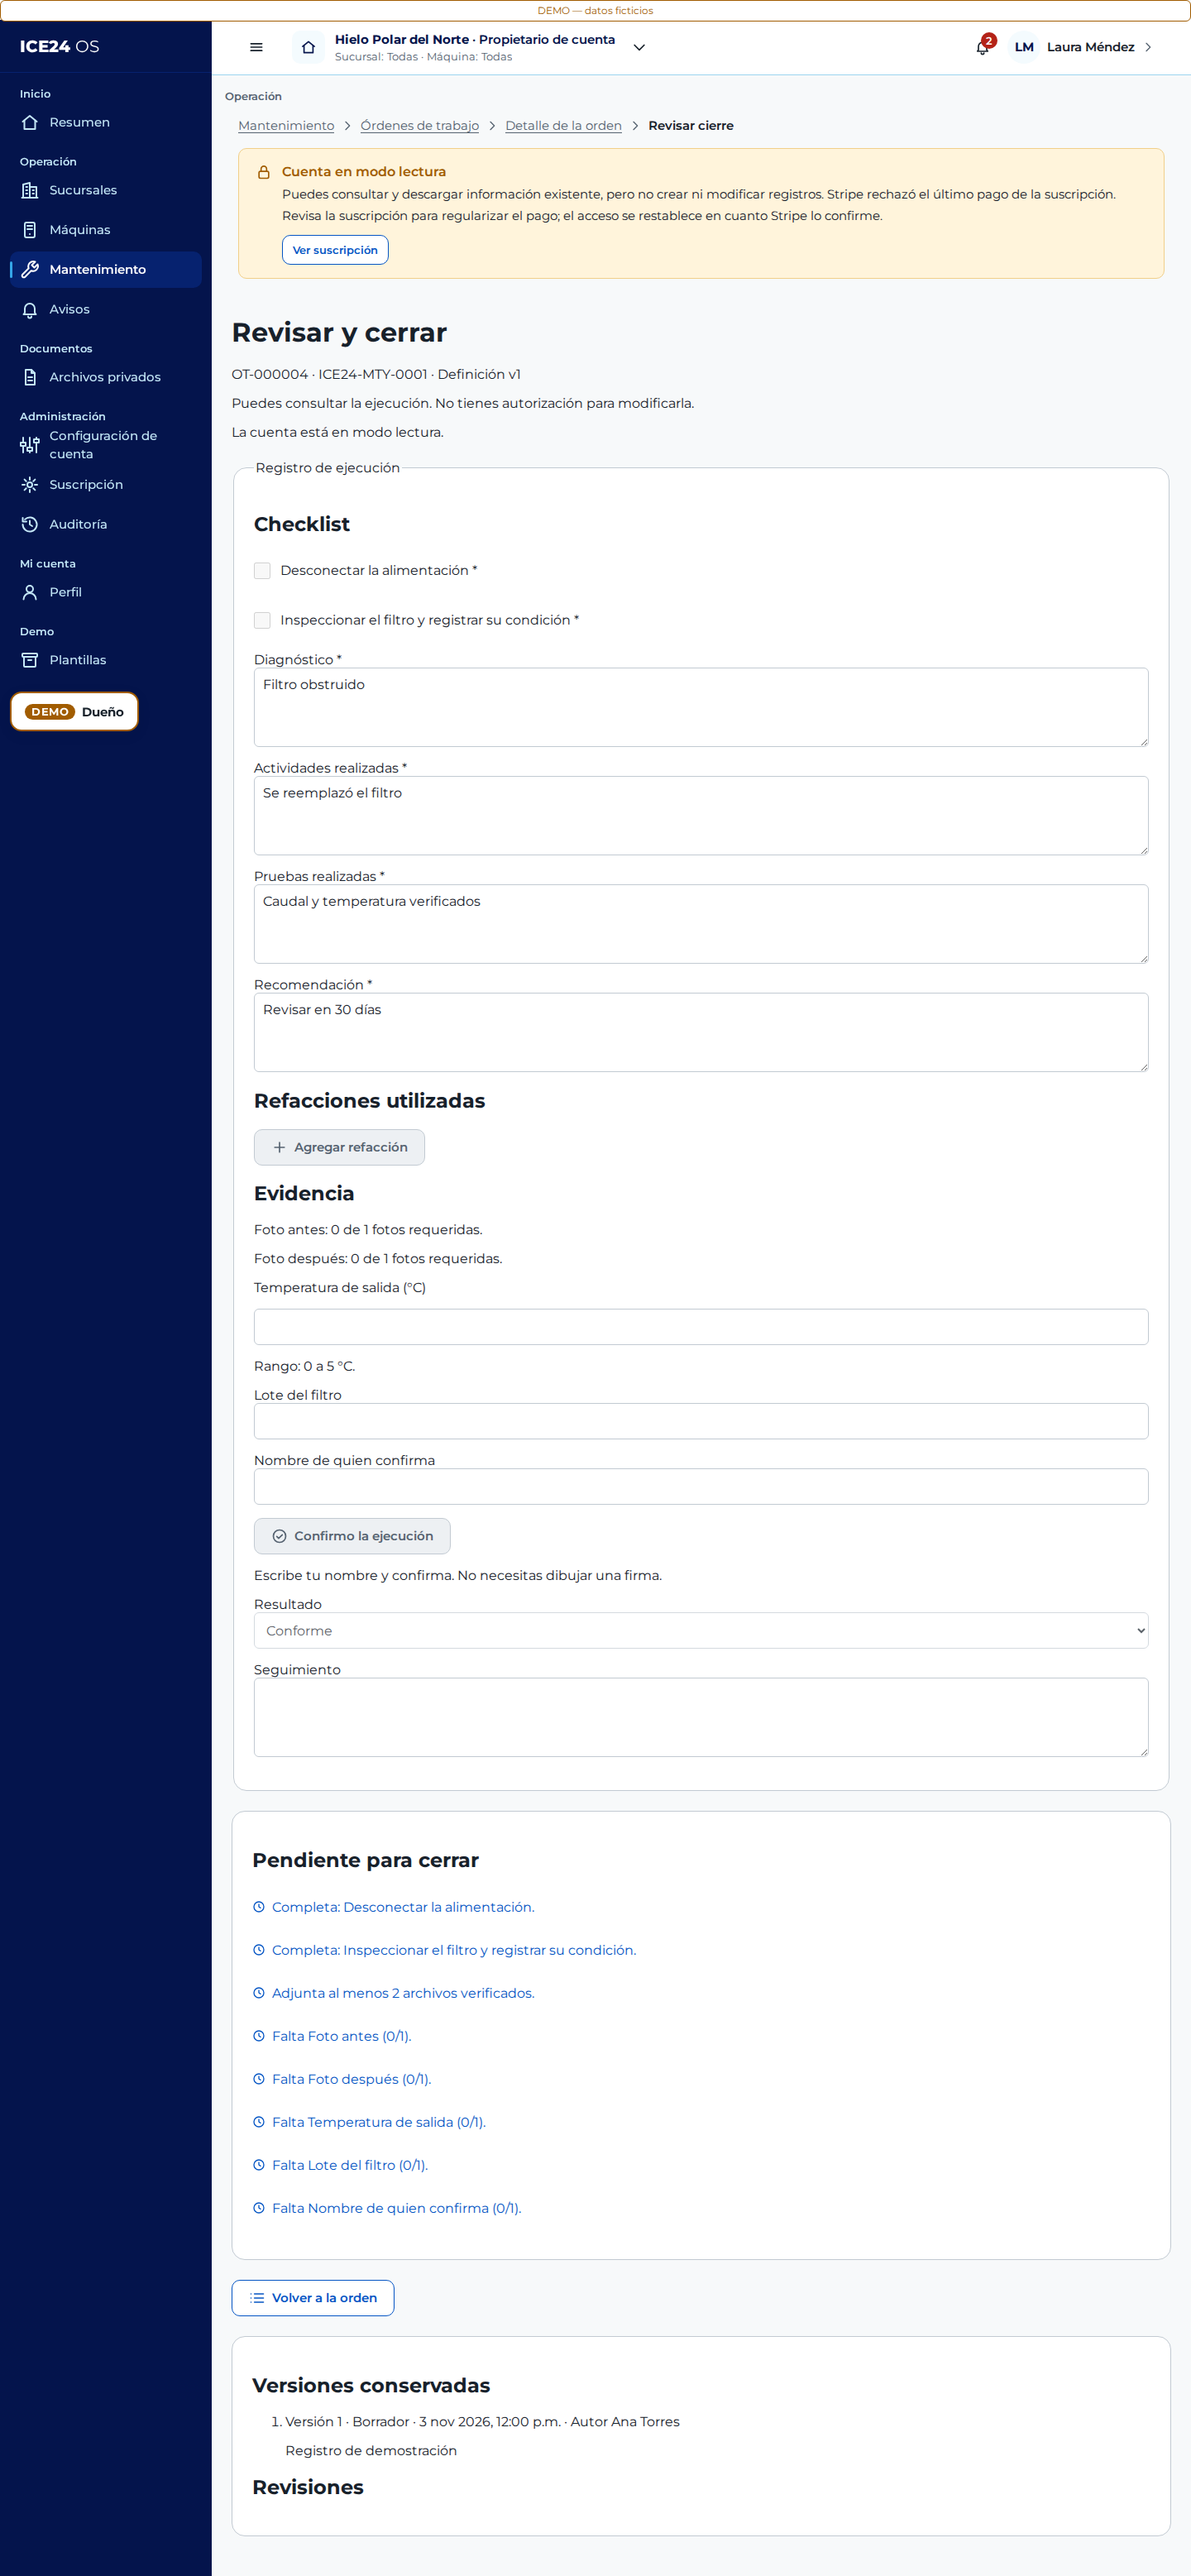 DEMO — datos ficticios
ICE24 OS
Inicio
Resumen
Operación
Sucursales
Máquinas
Mantenimiento
Avisos
Documentos
Archivos privados
Administración
Configuración de
cuenta
Suscripción
Auditoría
Mi cuenta
Perfil
Demo
Plantillas
DEMO Dueño
Hielo Polar del Norte · Propietario de cuenta
Sucursal: Todas · Máquina: Todas
2
LM Laura Méndez
Operación
Mantenimiento > Órdenes de trabajo > Detalle de la orden > Revisar cierre
Cuenta en modo lectura
Puedes consultar y descargar información existente, pero no crear ni modificar registros. Stripe rechazó el último pago de la suscripción.
Revisa la suscripción para regularizar el pago; el acceso se restablece en cuanto Stripe lo confirme.
Ver suscripción
Revisar y cerrar
OT-000004 · ICE24-MTY-0001 · Definición v1
Puedes consultar la ejecución. No tienes autorización para modificarla.
La cuenta está en modo lectura.
Registro de ejecución
Checklist
Desconectar la alimentación *
Inspeccionar el filtro y registrar su condición *
Diagnóstico *
Filtro obstruido
Actividades realizadas *
Se reemplazó el filtro
Pruebas realizadas *
Caudal y temperatura verificados
Recomendación *
Revisar en 30 días
Refacciones utilizadas
Agregar refacción
Evidencia
Foto antes: 0 de 1 fotos requeridas.
Foto después: 0 de 1 fotos requeridas.
Temperatura de salida (°C)
Rango: 0 a 5 °C.
Lote del filtro
Nombre de quien confirma
Confirmo la ejecución
Escribe tu nombre y confirma. No necesitas dibujar una firma.
Resultado
Conforme
Seguimiento
Pendiente para cerrar
Completa: Desconectar la alimentación.
Completa: Inspeccionar el filtro y registrar su condición.
Adjunta al menos 2 archivos verificados.
Falta Foto antes (0/1).
Falta Foto después (0/1).
Falta Temperatura de salida (0/1).
Falta Lote del filtro (0/1).
Falta Nombre de quien confirma (0/1).
Volver a la orden
Versiones conservadas
1. Versión 1 · Borrador · 3 nov 2026, 12:00 p.m. · Autor Ana Torres
Registro de demostración
Revisiones